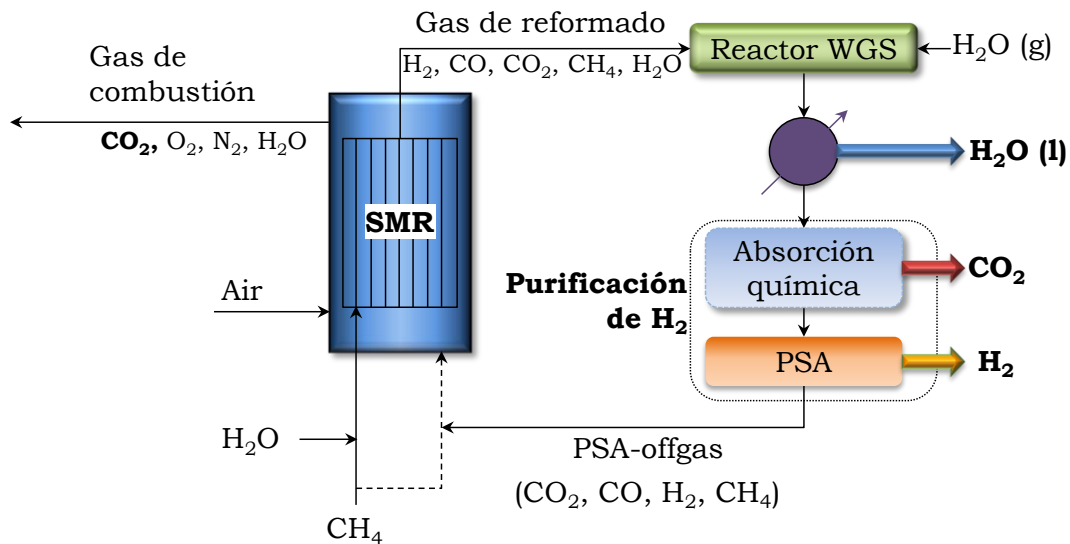 Gas de reformado
H₂, CO, CO₂, CH₄, H₂O
Reactor WGS
H₂O (g)
Gas de
combustión
CO₂, O₂, N₂, H₂O
H₂O (l)
SMR
Absorción
química
CO₂
Purificación
de H₂
Air
PSA
H₂
H₂O
PSA-offgas
(CO₂, CO, H₂, CH₄)
CH₄